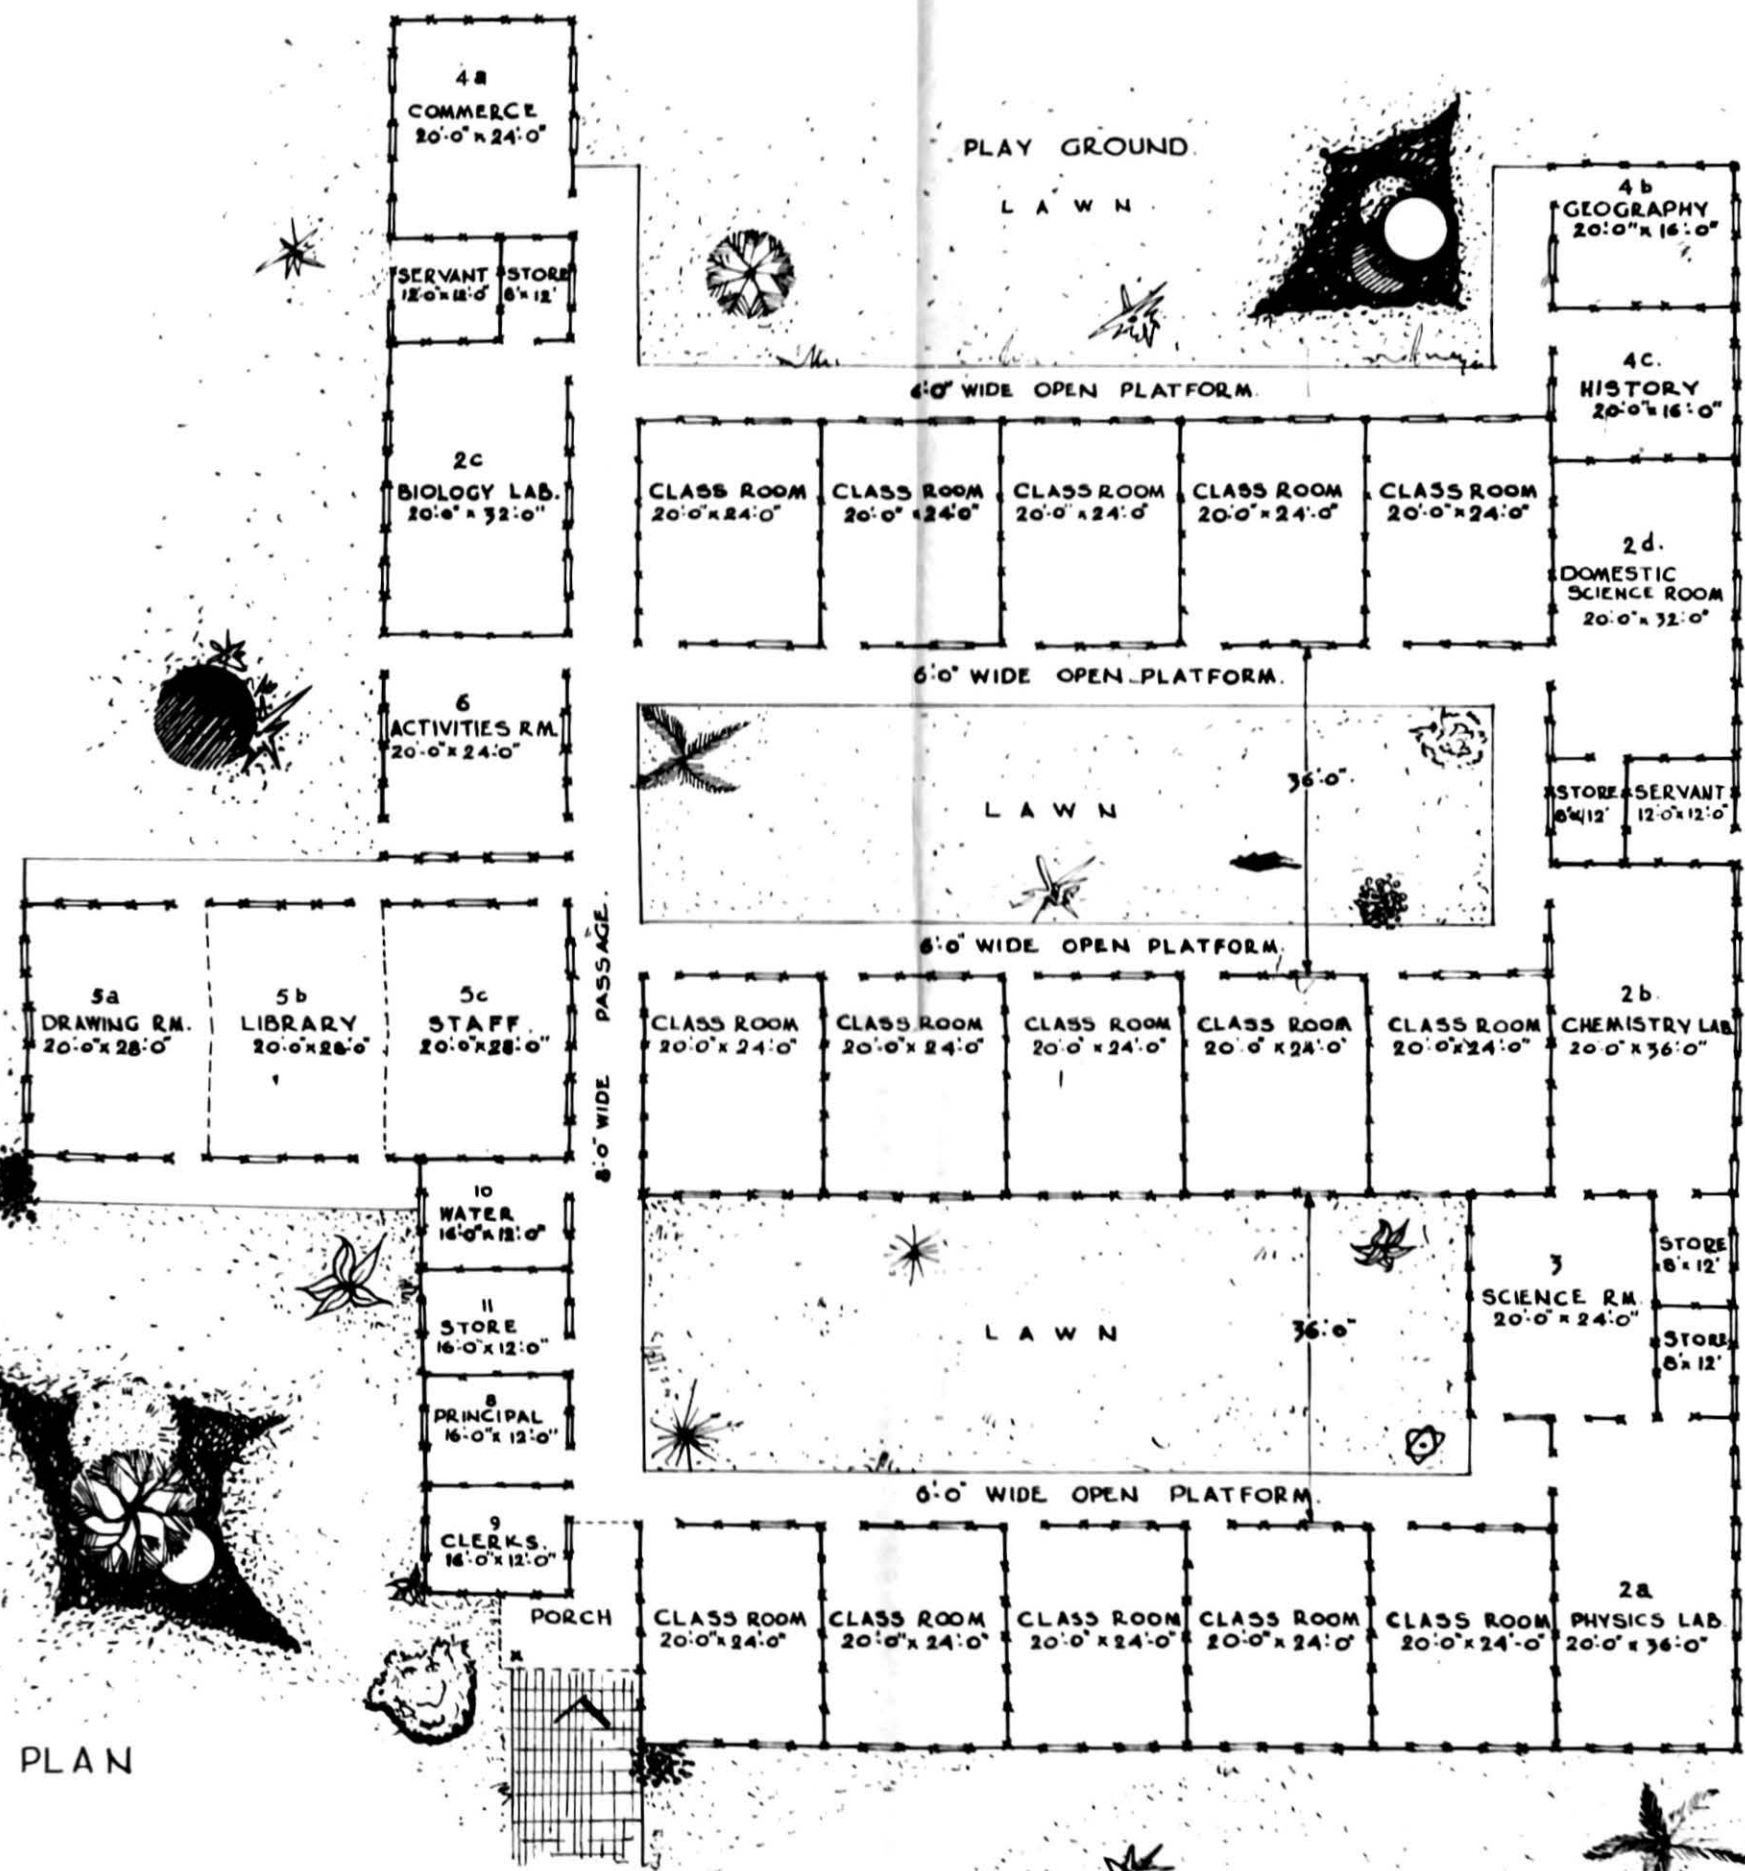 4a
COMMERCE
20'-0" x 24'-0"
PLAY GROUND.
LAWN.
4b
GEOGRAPHY
20'-0" x 16'-0"
SERVANT
12'-0" x 12'-0"
STORE
8' x 12'
6'-0" WIDE OPEN PLATFORM.
4c.
HISTORY
20'-0" x 16'-0"
2c
BIOLOGY LAB.
20'-0" x 32'-0"
CLASS ROOM
20'-0" x 24'-0"
CLASS ROOM
20'-0" x 24'-0"
CLASS ROOM
20'-0" x 24'-0"
CLASS ROOM
20'-0" x 24'-0"
CLASS ROOM
20'-0" x 24'-0"
2d.
DOMESTIC
SCIENCE ROOM
20'-0" x 32'-0"
6'-0" WIDE OPEN PLATFORM.
6
ACTIVITIES RM.
20'-0" x 24'-0"
LAWN
36'-0"
STORE
8' x 12'
SERVANT
12'-0" x 12'-0"
6'-0" WIDE OPEN PLATFORM.
8'-0" WIDE PASSAGE.
5a
DRAWING RM.
20'-0" x 28'-0"
5b
LIBRARY
20'-0" x 28'-0"
5c
STAFF.
20'-0" x 28'-0"
CLASS ROOM
20'-0" x 24'-0"
CLASS ROOM
20'-0" x 24'-0"
CLASS ROOM
20'-0" x 24'-0"
CLASS ROOM
20'-0" x 24'-0"
CLASS ROOM
20'-0" x 24'-0"
2b.
CHEMISTRY LAB
20'-0" x 36'-0"
10
WATER
16'-0" x 12'-0"
11
STORE
16'-0" x 12'-0"
LAWN
36'-0"
3
SCIENCE RM.
20'-0" x 24'-0"
STORE
8' x 12'
STORE
8' x 12'
8
PRINCIPAL
16'-0" x 12'-0"
6'-0" WIDE OPEN PLATFORM.
9
CLERKS.
16'-0" x 12'-0"
PORCH
CLASS ROOM
20'-0" x 24'-0"
CLASS ROOM
20'-0" x 24'-0"
CLASS ROOM
20'-0" x 24'-0"
CLASS ROOM
20'-0" x 24'-0"
CLASS ROOM
20'-0" x 24'-0"
2a
PHYSICS LAB.
20'-0" x 36'-0"
PLAN